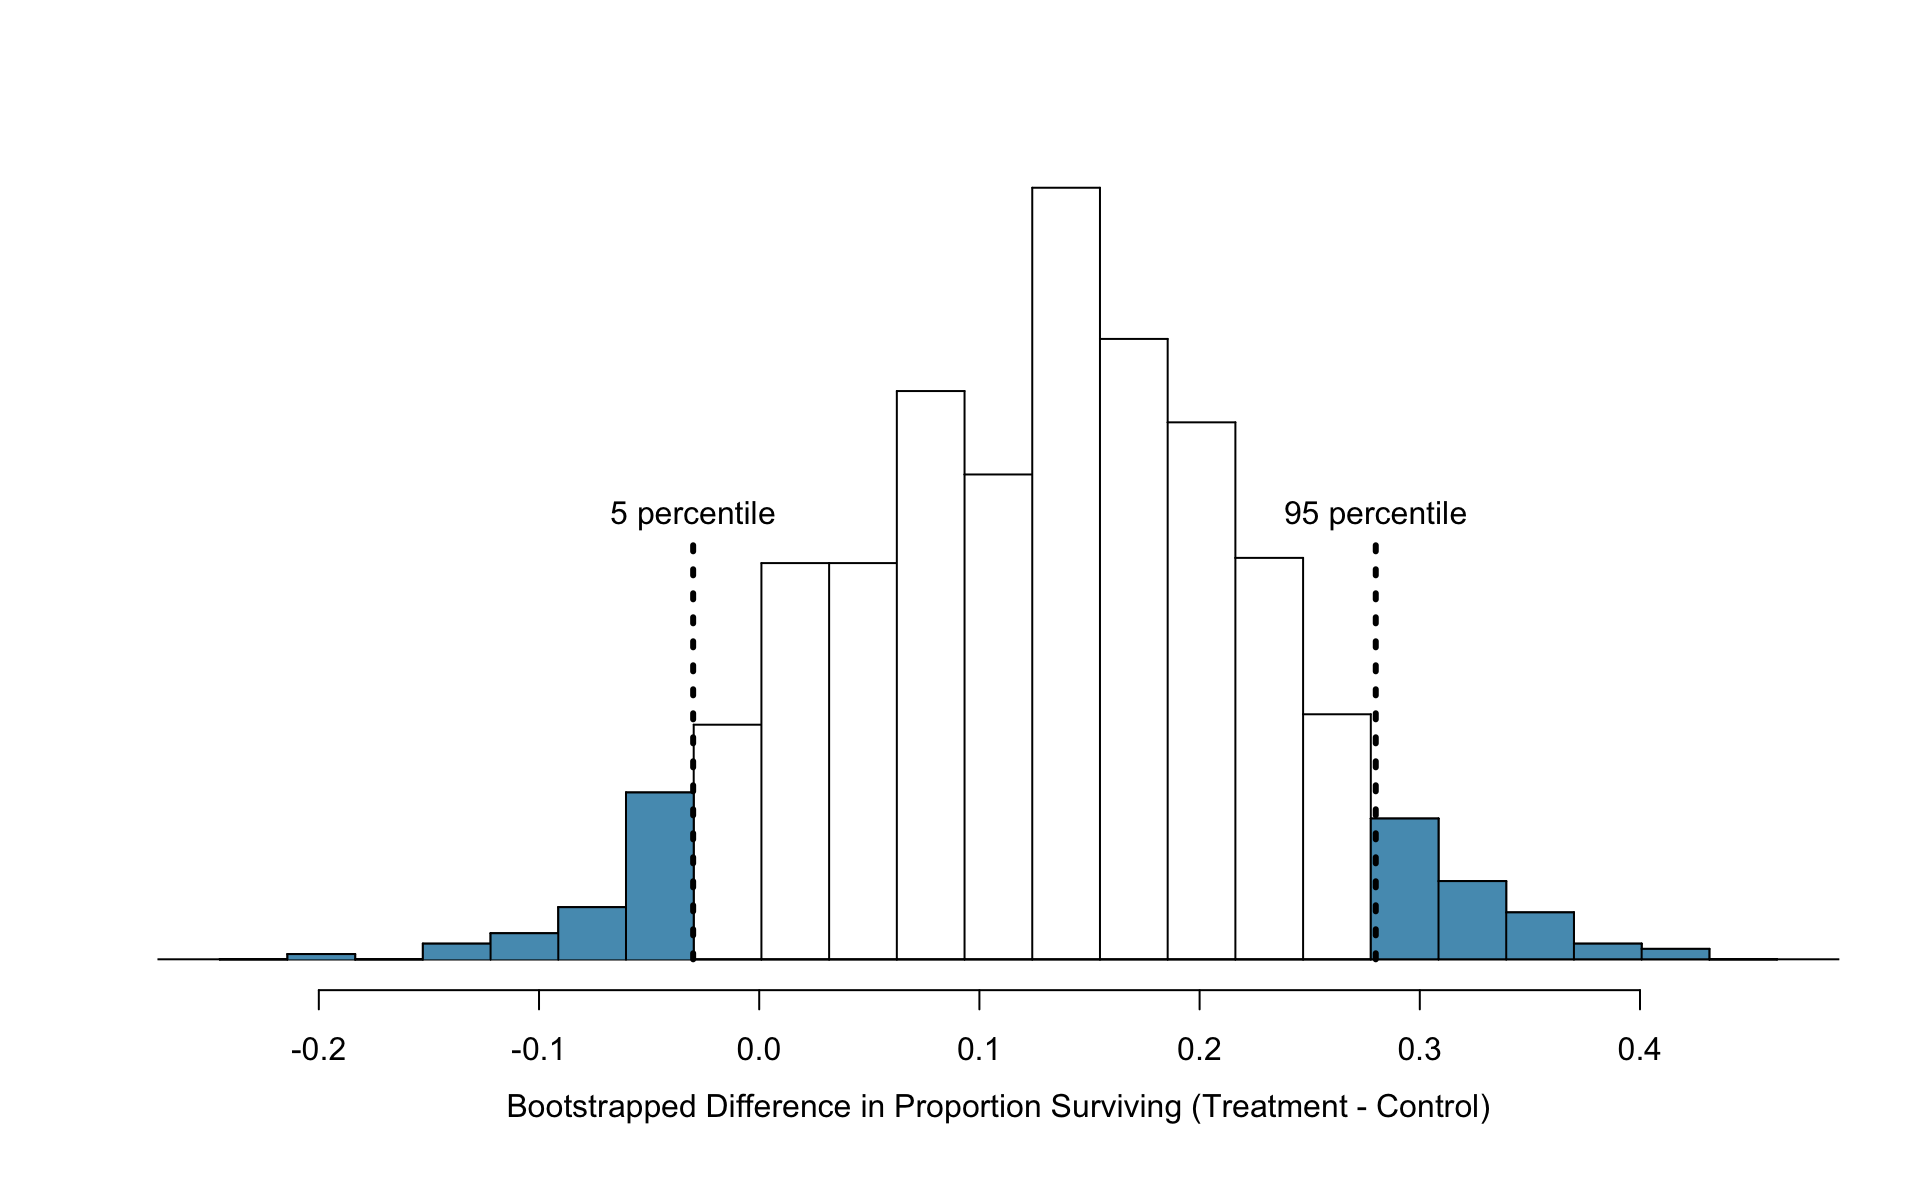 5 percentile
95 percentile
-0.2 -0.1 0.0 0.1 0.2 0.3 0.4
Bootstrapped Difference in Proportion Surviving (Treatment - Control)